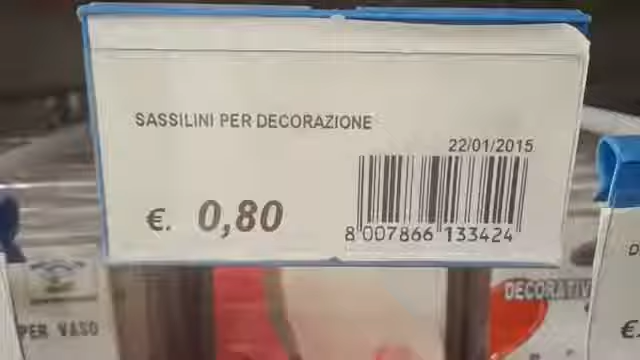 SASSILINI PER DECORAZIONE
22/01/2015
€. 0,80
8 007866 133424
PER VASO
DECORATIV
D
€.